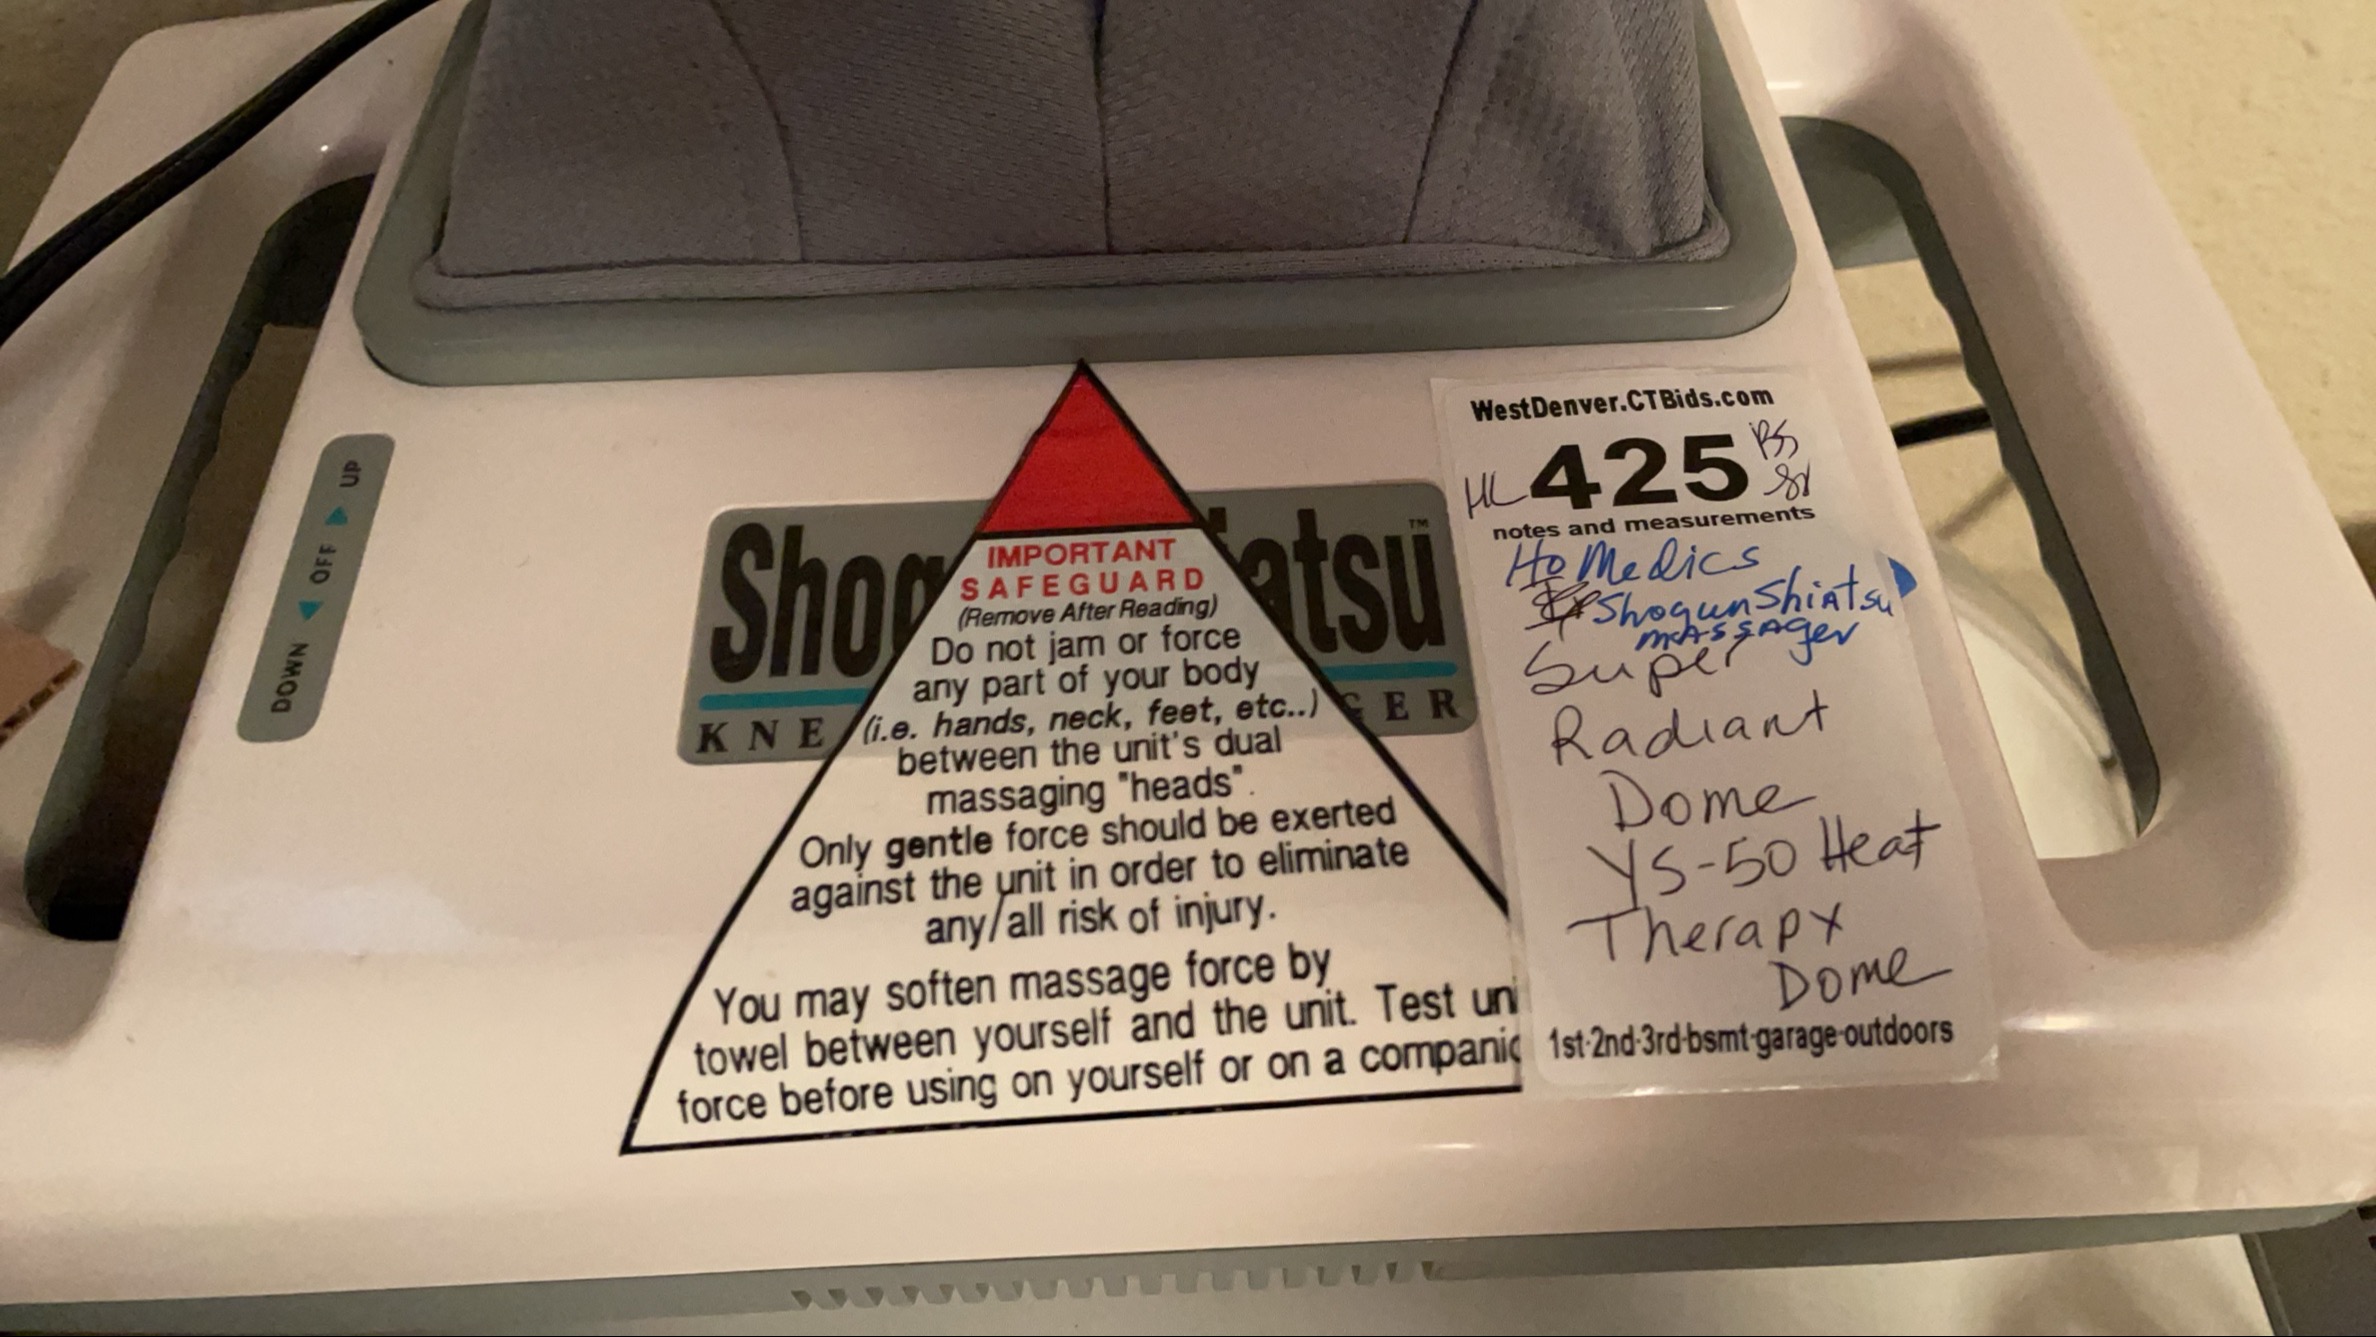 DOWN ◀ OFF ▶ UP
Shog atsu™
KNE GER
IMPORTANT
SAFEGUARD
(Remove After Reading)
Do not jam or force
any part of your body
(i.e. hands, neck, feet, etc..)
between the unit's dual
massaging "heads".
Only gentle force should be exerted
against the unit in order to eliminate
any/all risk of injury.
You may soften massage force by
towel between yourself and the unit. Test
force before using on yourself or on a
WestDenver.CTBids.com
HL 425
notes and measurements
HoMedics
Shogun Shiatsu
massager
Super
Radiant
Dome
YS-50 Heat
Therapy
Dome
1st-2nd-3rd-bsmt-garage-outdoors